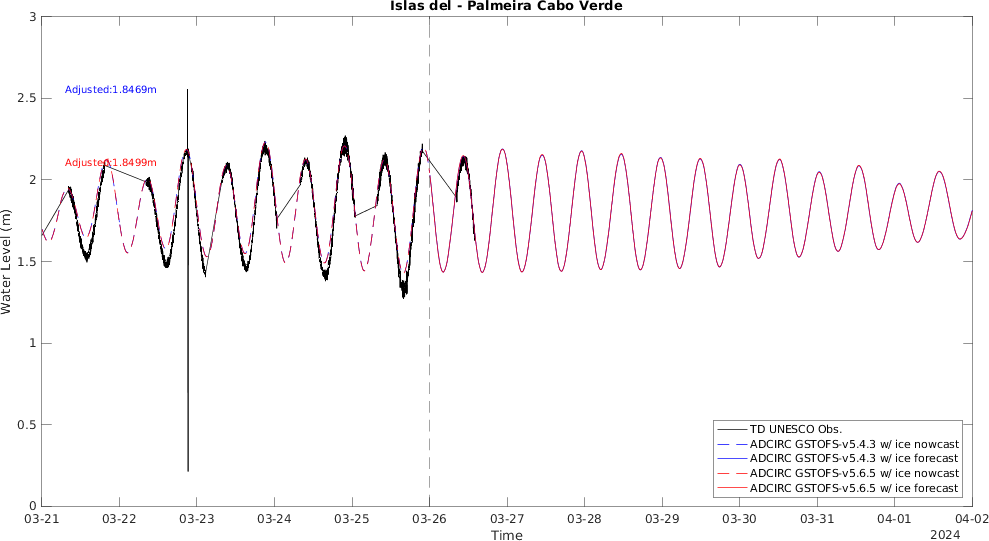 Islas del - Palmeira Cabo Verde
3
2.5
2
1.5
1
0.5
0
Water Level (m)
Adjusted:1.8469m
Adjusted:1.8499m
TD UNESCO Obs.
ADCIRC GSTOFS-v5.4.3 w/ ice nowcast
ADCIRC GSTOFS-v5.4.3 w/ ice forecast
ADCIRC GSTOFS-v5.6.5 w/ ice nowcast
ADCIRC GSTOFS-v5.6.5 w/ ice forecast
03-21 03-22 03-23 03-24 03-25 03-26 03-27 03-28 03-29 03-30 03-31 04-01 04-02
Time
2024